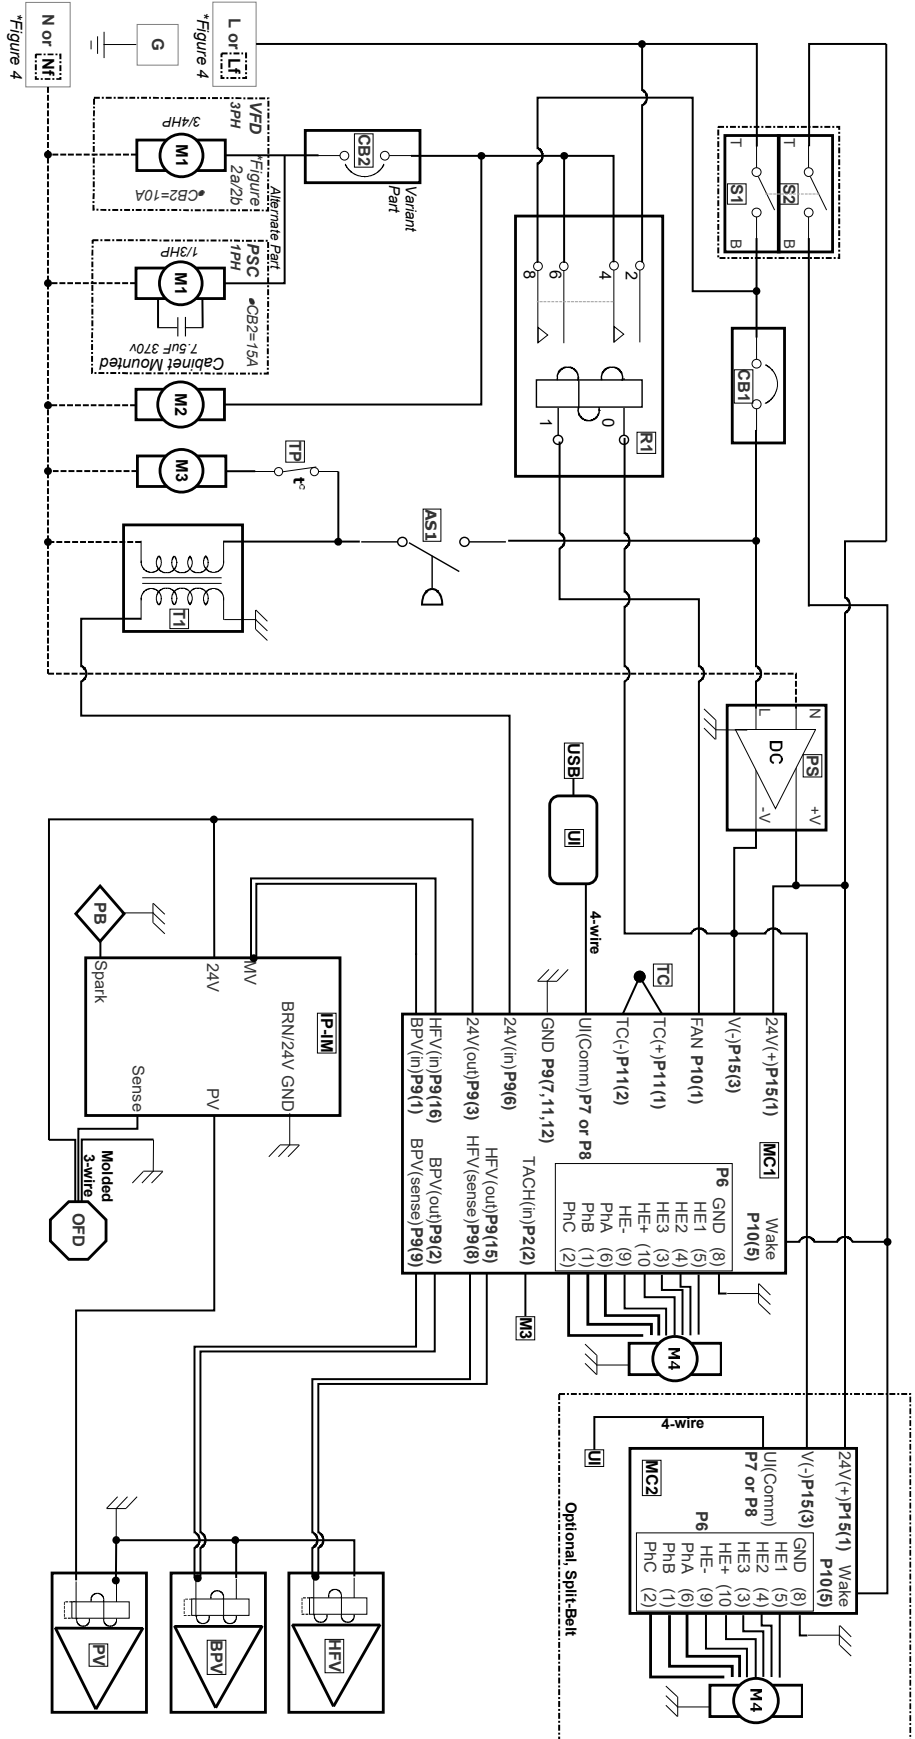 N or Nf
*Figure 4
G
L or Lf
*Figure 4
VFD
3PH
3/4HP
M1
*Figure
2a/2b
●CB2=10A
Alternate Part
CB2
Variant
Part
PSC
1PH
1/3HP
M1
●CB2=15A
7.5uF 370v
Cabinet Mounted
M2
M3
TP
t°
AS1
T1
8
6
4
2
1
0
R1
T
S1
B
T
S2
B
CB1
N
L
DC
PS
-V
+V
USB
UI
4-wire
TC
PB
IP-IM
MV
24V
Spark
BRN/24V GND
PV
Sense
Molded
3-wire
OFD
MC1
24V(+)P15(1)
V(-)P15(3)
FAN P10(1)
TC(+)P11(1)
TC(-)P11(2)
UI(Comm)P7 or P8
GND P9(7,11,12)
24V(in)P9(6)
24V(out)P9(3)
HFV(in)P9(16)
BPV(in)P9(1)
Wake
P10(5)
P6
GND (8)
HE1 (5)
HE2 (4)
HE3 (3)
HE+ (10
HE- (9)
PhA (6)
PhB (1)
PhC (2)
TACH(in)P2(2)
HFV(out)P9(15)
HFV(sense)P9(8)
BPV(out)P9(2)
BPV(sense)P9(9)
M3
M4
Optional, Split-Belt
4-wire
UI
MC2
24V(+)P15(1)
V(-)P15(3)
UI(Comm)
P7 or P8
Wake
P10(5)
P6
GND (8)
HE1 (5)
HE2 (4)
HE3 (3)
HE+ (10)
HE- (9)
PhA (6)
PhB (1)
PhC (2)
M4
HFV
BPV
PV